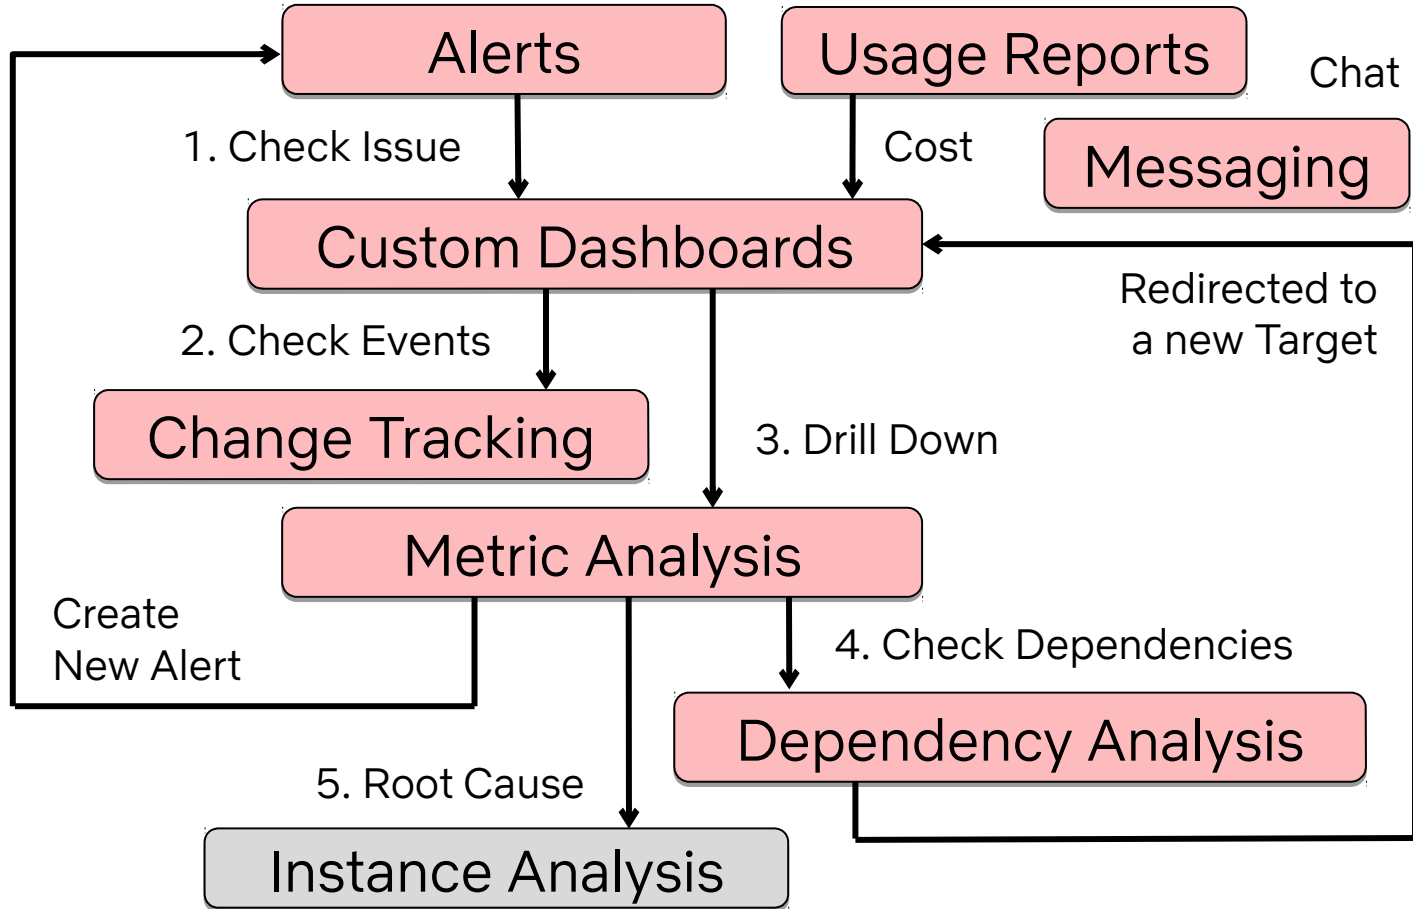 Alerts
Usage Reports
Chat
1. Check Issue
Cost
Messaging
Custom Dashboards
Redirected to
a new Target
2. Check Events
Change Tracking
3. Drill Down
Metric Analysis
Create
New Alert
4. Check Dependencies
Dependency Analysis
5. Root Cause
Instance Analysis